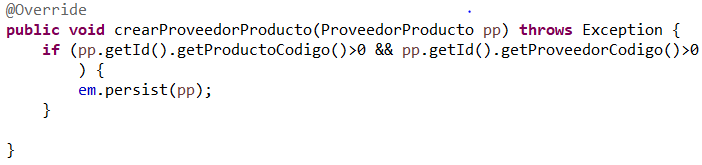 @Override
public void crearProveedorProducto(ProveedorProducto pp) throws Exception {
    if (pp.getId().getProductoCodigo()>0 && pp.getId().getProveedorCodigo()>0
        ) {
        em.persist(pp);
    }
}